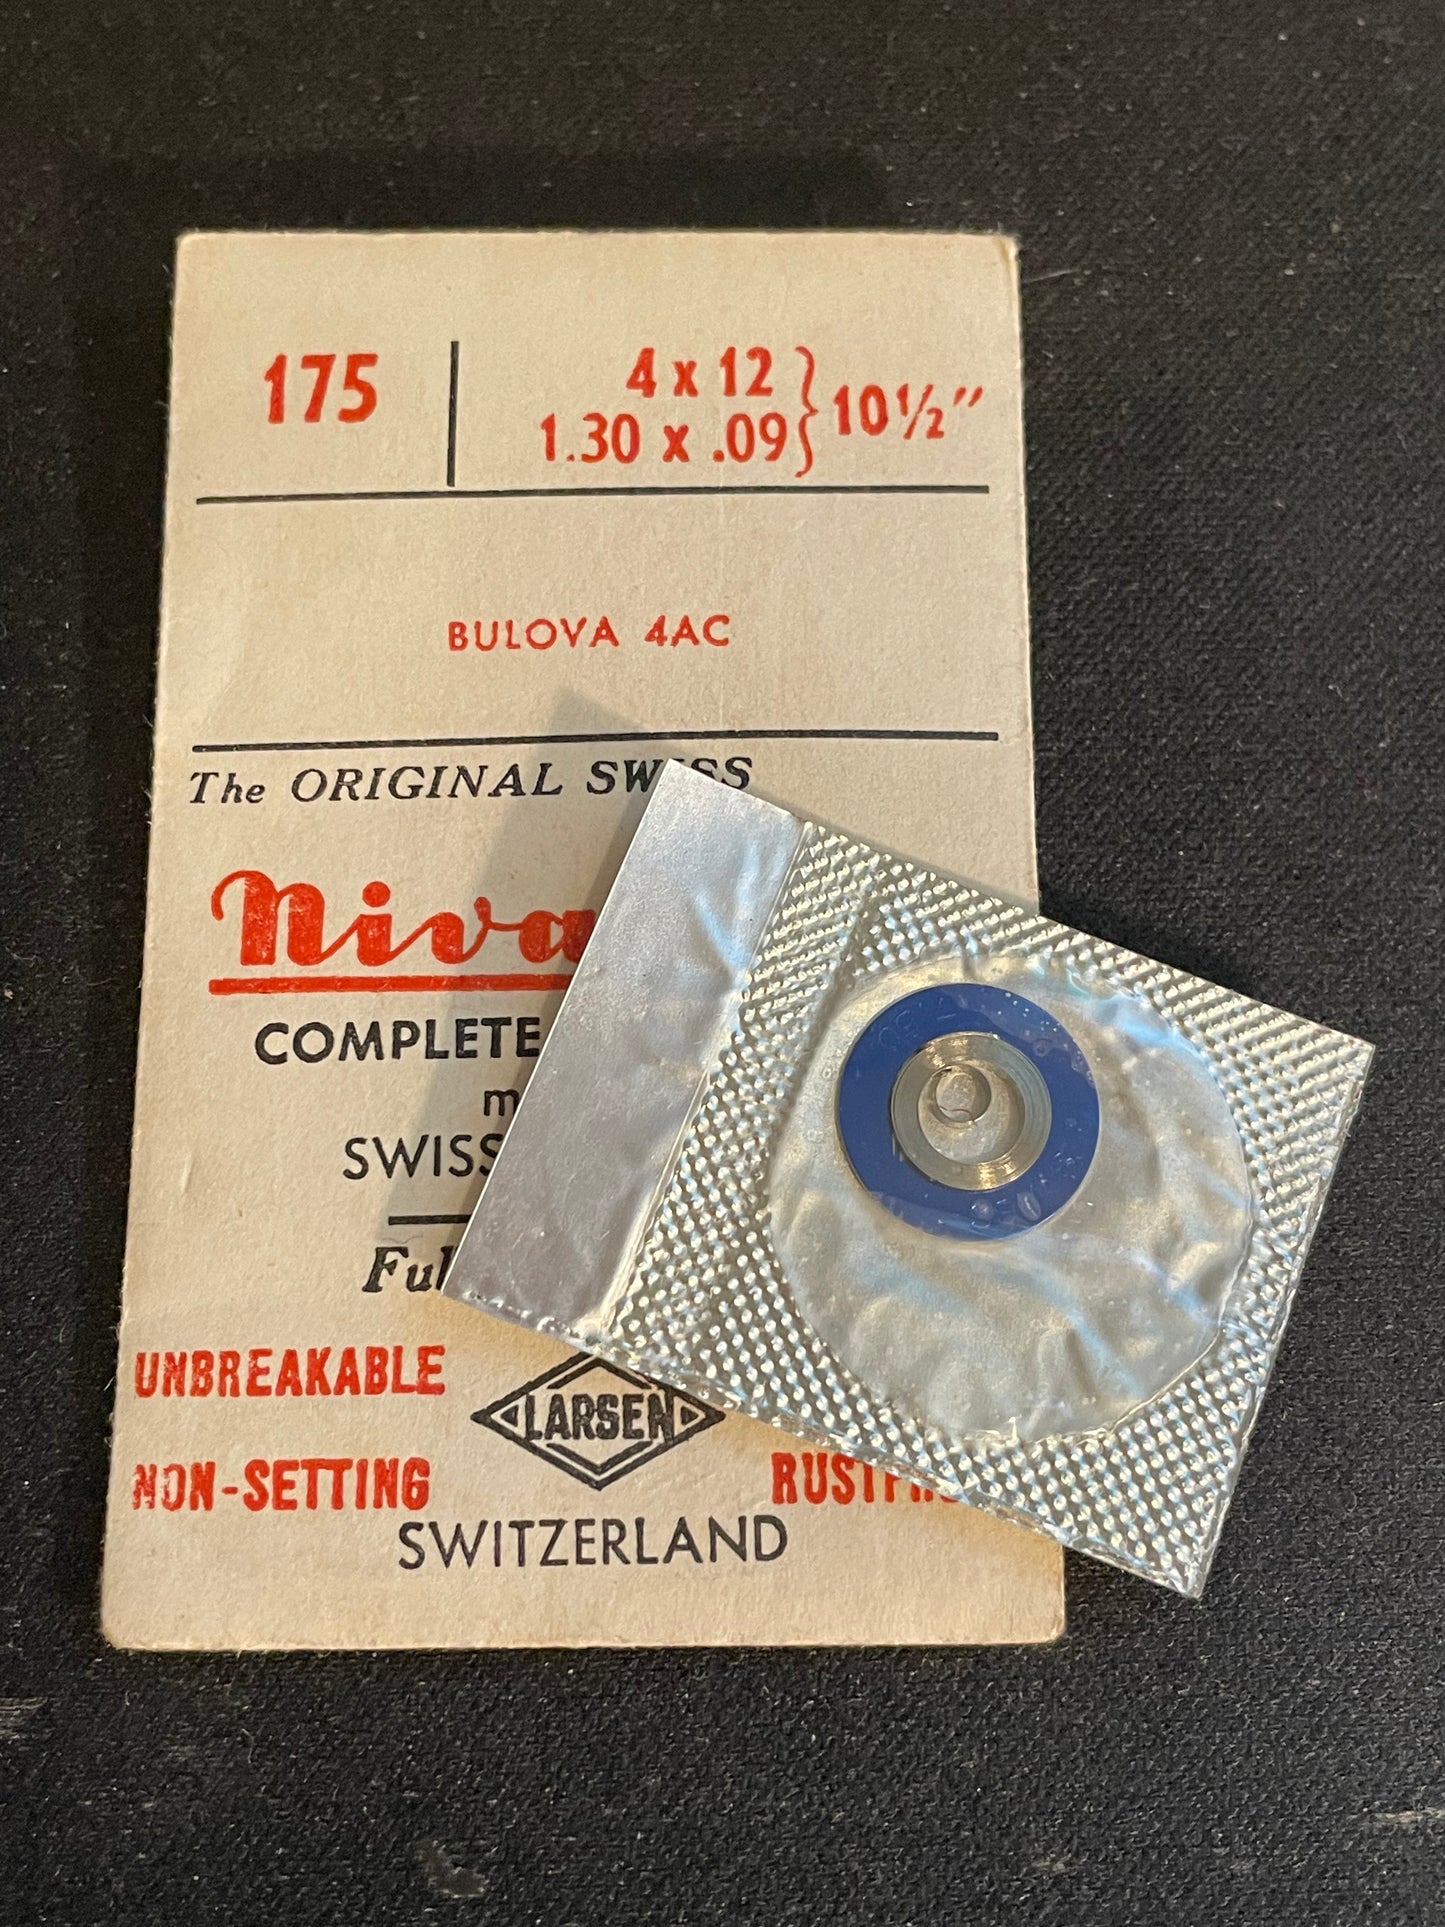 175
4 x 12
1.30 x .09 } 10½"
BULOVA 4AC
The ORIGINAL SWISS
Niva
COMPLETE
SWISS
UNBREAKABLE
LARSEN
NON-SETTING
SWITZERLAND